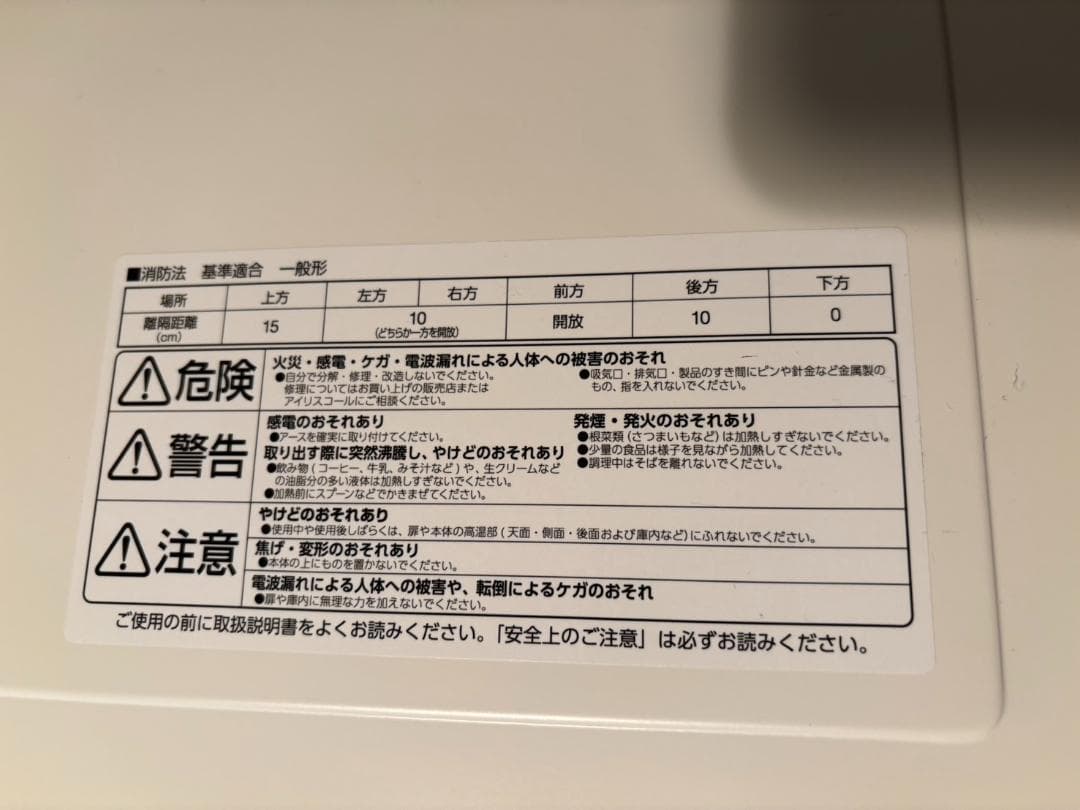 ■消防法 基準適合 一般形
場所 上方 左方 右方 前方 後方 下方
離隔距離(cm) 15 10(どちらか一方を開放) 開放 10 0
危険
火災・感電・ケガ・電波漏れによる人体への被害のおそれ
●自分で分解・修理・改造しないでください。
修理についてはお買い上げの販売店または
アイリスコールにご相談ください。
●吸気口・排気口・製品のすき間にピンや針金など金属製の
もの、指を入れないでください。
警告
感電のおそれあり
●アースを確実に取り付けてください。
取り出す際に突然沸騰し、やけどのおそれあり
●飲み物(コーヒー、牛乳、みそ汁など)や、生クリームなど
の油脂分の多い液体は加熱しすぎないでください。
●加熱前にスプーンなどでかきまぜてください。
発煙・発火のおそれあり
●根菜類(さつまいもなど)は加熱しすぎないでください。
●少量の食品は様子を見ながら加熱してください。
●調理中はそばを離れないでください。
注意
やけどのおそれあり
●使用中や使用後しばらくは、扉や本体の高温部(天面・側面・後面および庫内など)にふれないでください。
焦げ・変形のおそれあり
●本体の上にものを置かないでください。
電波漏れによる人体への被害や、転倒によるケガのおそれ
●扉や庫内に無理な力を加えないでください。
ご使用の前に取扱説明書をよくお読みください。「安全上のご注意」は必ずお読みください。